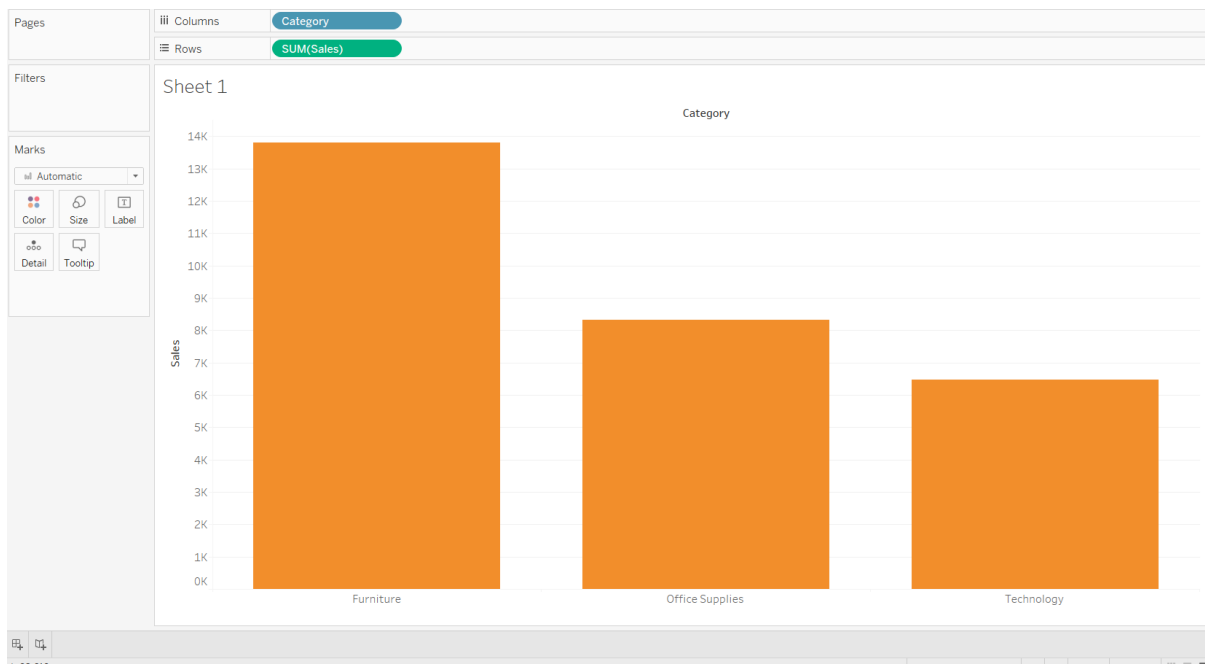 Pages
Columns
Category
Rows
SUM(Sales)
Filters
Sheet 1
Category
Marks
Automatic
Color
Size
Label
Detail
Tooltip
Sales
14K
13K
12K
11K
10K
9K
8K
7K
6K
5K
4K
3K
2K
1K
0K
Furniture
Office Supplies
Technology